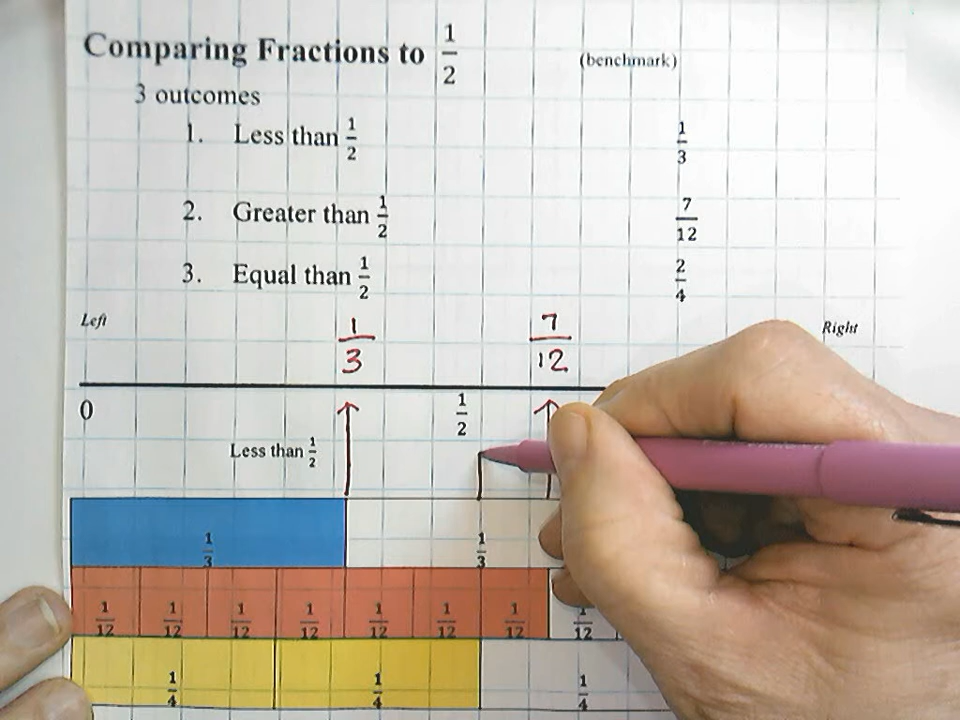 Comparing Fractions to 1/2 (benchmark)
3 outcomes
1. Less than 1/2 1/3
2. Greater than 1/2 7/12
3. Equal than 1/2 2/4
Left 1/3 7/12 Right
0 1/2
Less than 1/2
1/3 1/3
1/12 1/12 1/12 1/12 1/12 1/12 1/12 1/12
1/4 1/4 1/4